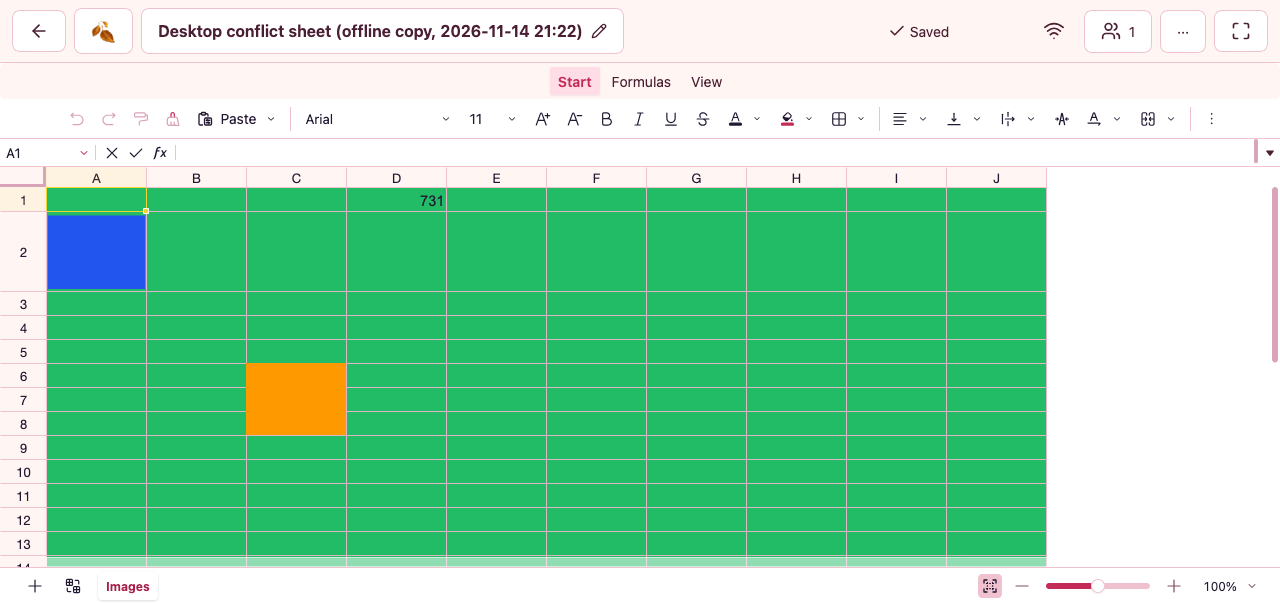 Desktop conflict sheet (offline copy, 2026-11-14 21:22)
Saved
1
...
Start Formulas View
Paste Arial 11 A+ A- B I U S A A A
A1 fx
A B C D E F G H I J
1 731
2
3
4
5
6
7
8
9
10
11
12
13
14
Images 100%